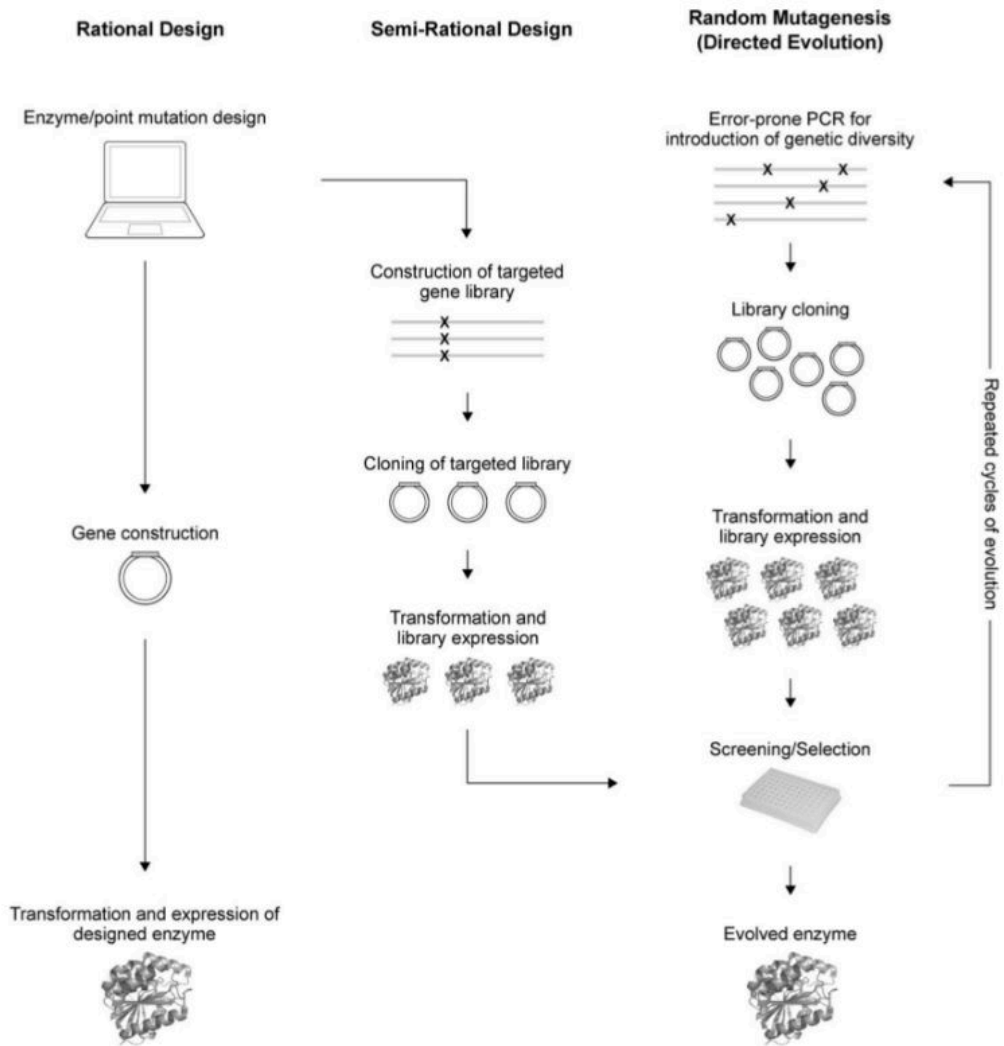 Rational Design
Semi-Rational Design
Random Mutagenesis
(Directed Evolution)
Enzyme/point mutation design
Gene construction
Transformation and expression of
designed enzyme
Construction of targeted
gene library
X
X
X
Cloning of targeted library
Transformation and
library expression
Error-prone PCR for
introduction of genetic diversity
X X
X
X
X
Library cloning
Transformation and
library expression
Screening/Selection
Evolved enzyme
Repeated cycles of evolution